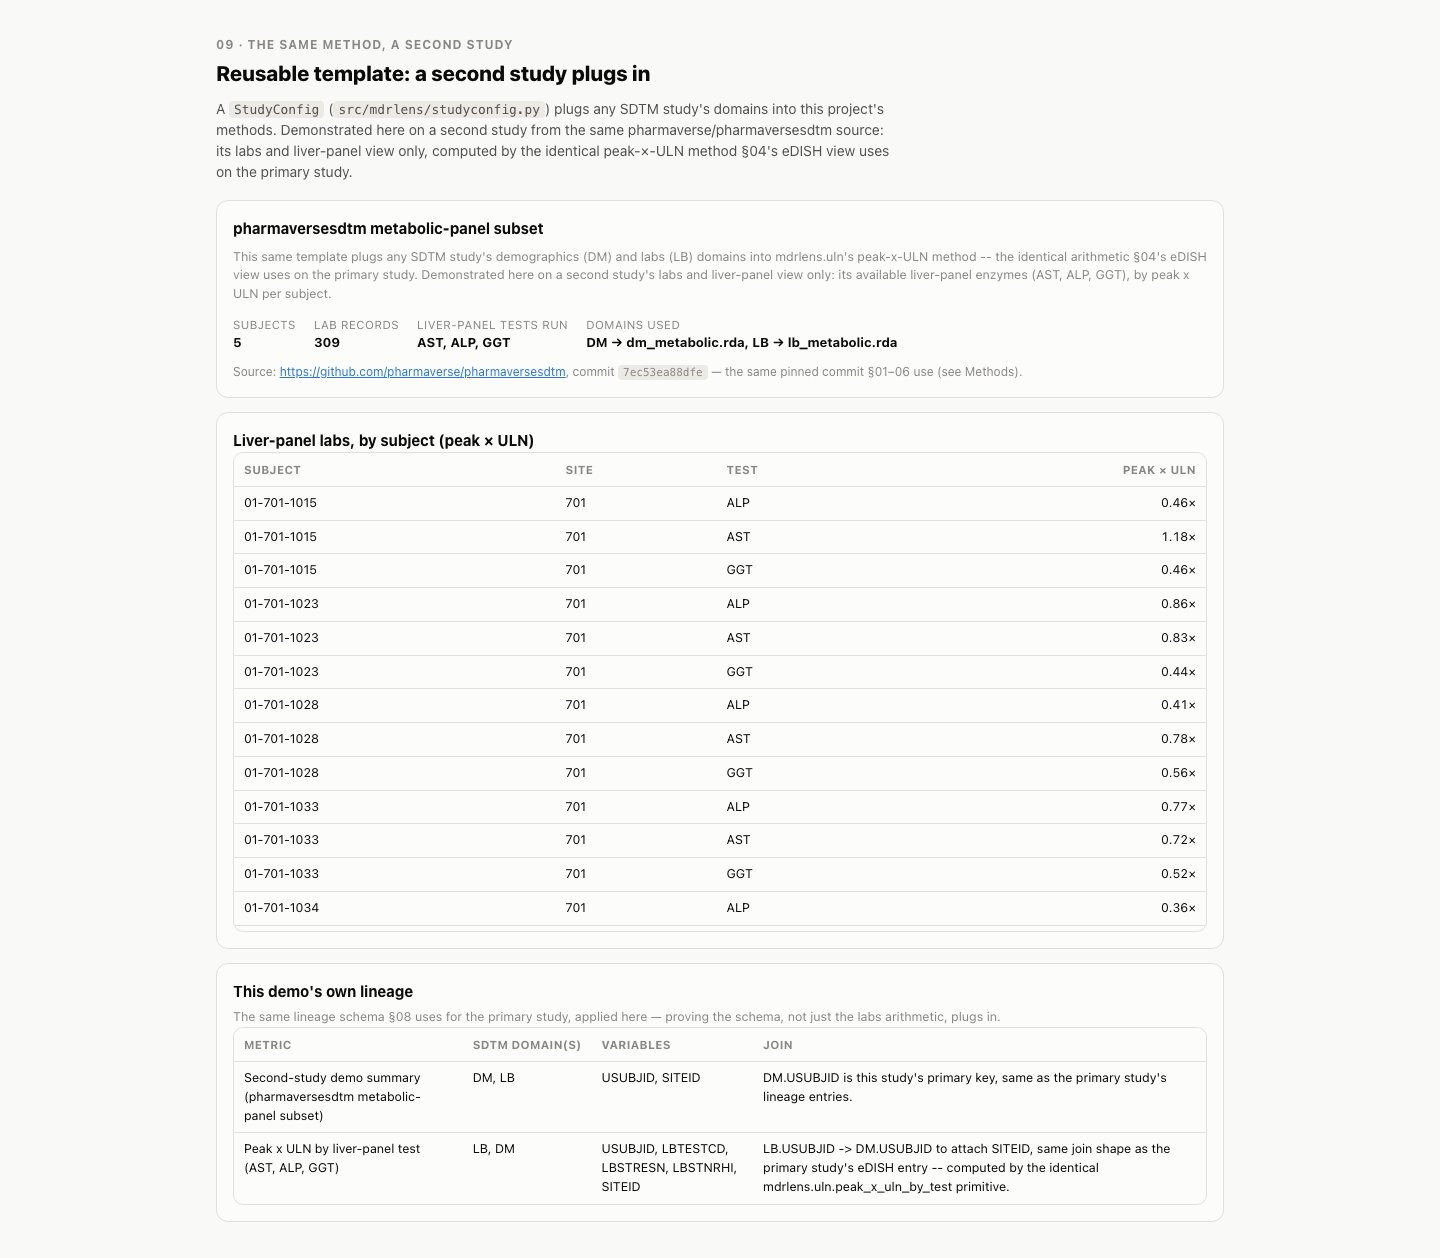 09 · THE SAME METHOD, A SECOND STUDY
Reusable template: a second study plugs in
A StudyConfig ( src/mdrlens/studyconfig.py ) plugs any SDTM study's domains into this project's
methods. Demonstrated here on a second study from the same pharmaverse/pharmaversesdtm source:
its labs and liver-panel view only, computed by the identical peak-×-ULN method §04's eDISH view uses
on the primary study.
pharmaversesdtm metabolic-panel subset
This same template plugs any SDTM study's demographics (DM) and labs (LB) domains into mdrlens.uln's peak-x-ULN method -- the identical arithmetic §04's eDISH
view uses on the primary study. Demonstrated here on a second study's labs and liver-panel view only: its available liver-panel enzymes (AST, ALP, GGT), by peak x
ULN per subject.
SUBJECTS LAB RECORDS LIVER-PANEL TESTS RUN DOMAINS USED
5 309 AST, ALP, GGT DM → dm_metabolic.rda, LB → lb_metabolic.rda
Source: https://github.com/pharmaverse/pharmaversesdtm, commit 7ec53ea88dfe — the same pinned commit §01–06 use (see Methods).
Liver-panel labs, by subject (peak × ULN)
SUBJECT SITE TEST PEAK × ULN
01-701-1015 701 ALP 0.46×
01-701-1015 701 AST 1.18×
01-701-1015 701 GGT 0.46×
01-701-1023 701 ALP 0.86×
01-701-1023 701 AST 0.83×
01-701-1023 701 GGT 0.44×
01-701-1028 701 ALP 0.41×
01-701-1028 701 AST 0.78×
01-701-1028 701 GGT 0.56×
01-701-1033 701 ALP 0.77×
01-701-1033 701 AST 0.72×
01-701-1033 701 GGT 0.52×
01-701-1034 701 ALP 0.36×
This demo's own lineage
The same lineage schema §08 uses for the primary study, applied here — proving the schema, not just the labs arithmetic, plugs in.
METRIC SDTM DOMAIN(S) VARIABLES JOIN
Second-study demo summary DM, LB USUBJID, SITEID DM.USUBJID is this study's primary key, same as the primary study's
(pharmaversesdtm metabolic- lineage entries.
panel subset)
Peak x ULN by liver-panel test LB, DM USUBJID, LBTESTCD, LB.USUBJID -> DM.USUBJID to attach SITEID, same join shape as the
(AST, ALP, GGT) LBSTRESN, LBSTNRHI, primary study's eDISH entry -- computed by the identical
SITEID mdrlens.uln.peak_x_uln_by_test primitive.